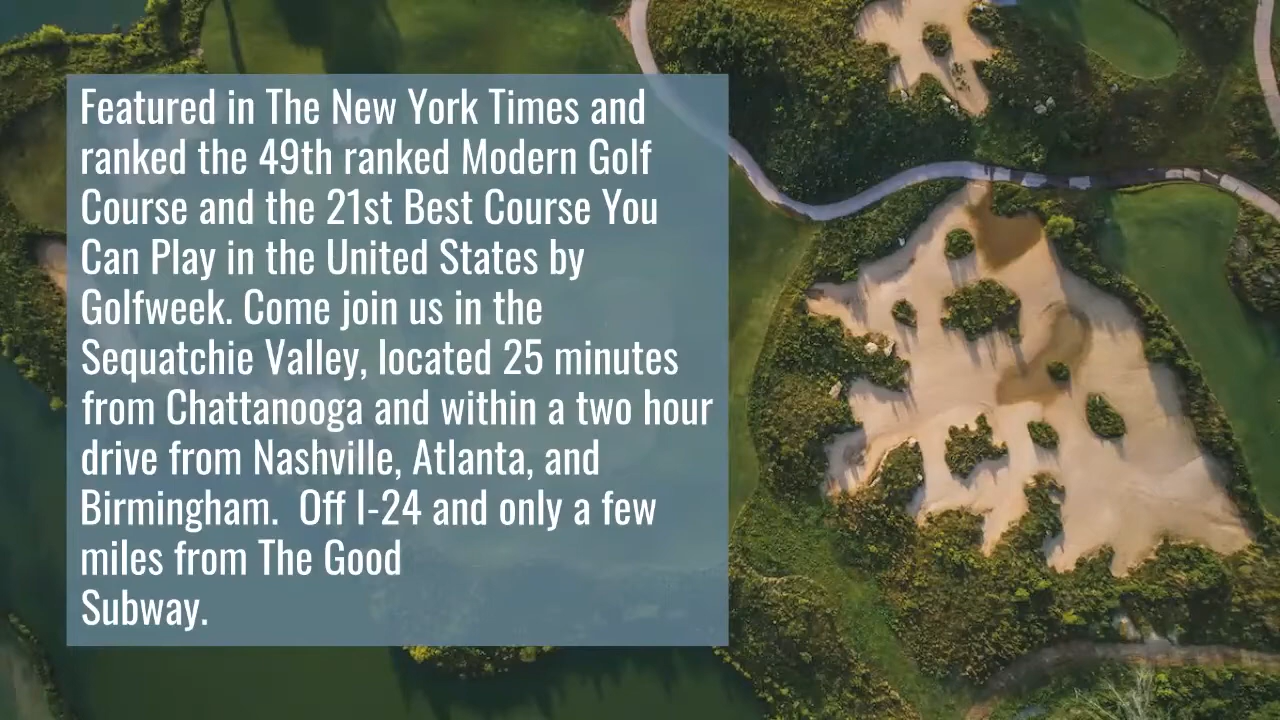 Featured in The New York Times and
ranked the 49th ranked Modern Golf
Course and the 21st Best Course You
Can Play in the United States by
Golfweek. Come join us in the
Sequatchie Valley, located 25 minutes
from Chattanooga and within a two hour
drive from Nashville, Atlanta, and
Birmingham.  Off I-24 and only a few
miles from The Good
Subway.